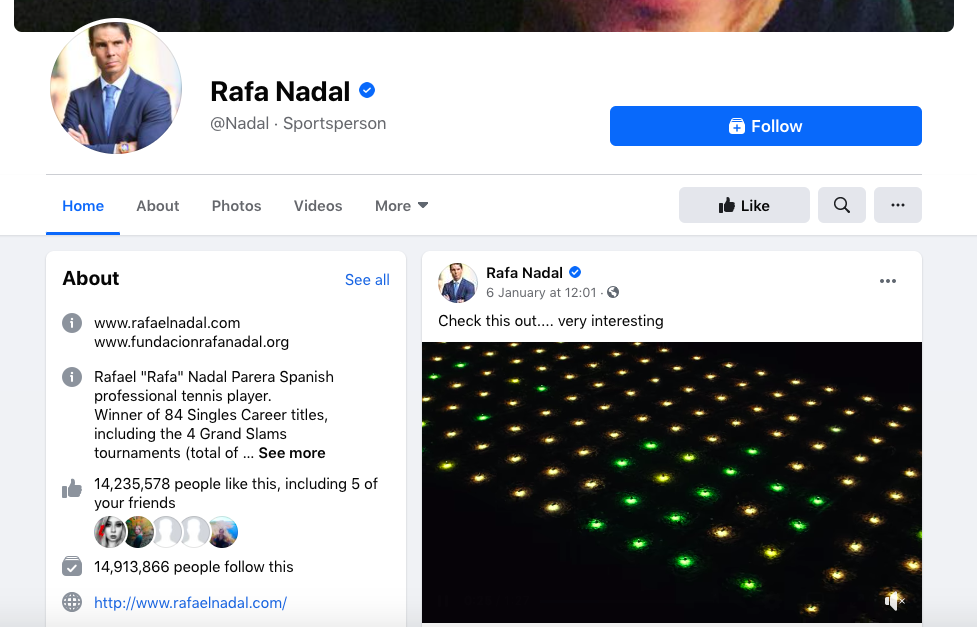 Rafa Nadal
@Nadal · Sportsperson
Follow
Home
About
Photos
Videos
More
Like
About
See all
www.rafaelnadal.com
www.fundacionrafanadal.org
Rafael "Rafa" Nadal Parera Spanish
professional tennis player.
Winner of 84 Singles Career titles,
including the 4 Grand Slams
tournaments (total of ... See more
14,235,578 people like this, including 5 of
your friends
14,913,866 people follow this
http://www.rafaelnadal.com/
Rafa Nadal
6 January at 12:01 ·
Check this out.... very interesting